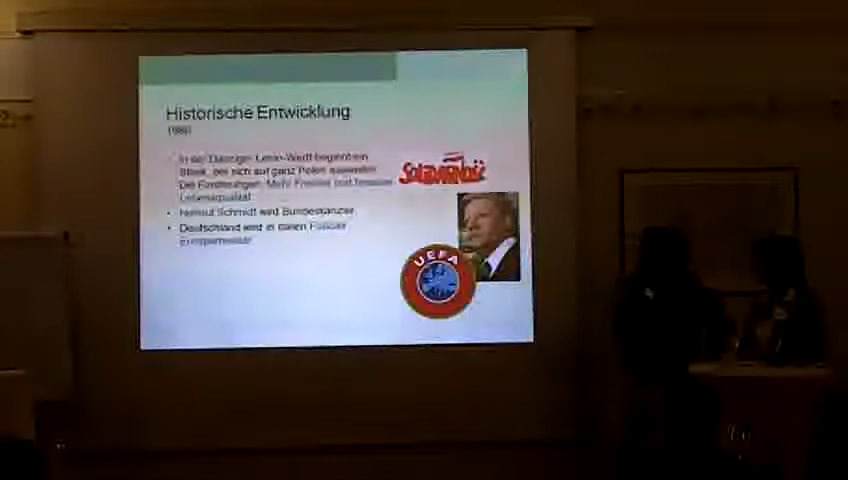 Historische Entwicklung
1980
In der Danziger Lenin-Werft beginnt ein
Streik, der sich auf ganz Polen ausweitet.
Die Forderungen: Mehr Freiheit und bessere
Lebensqualität
Helmut Schmidt wird Bundeskanzler
Deutschland wird in Italien Fußball
Europameister
Solidarność
UEFA